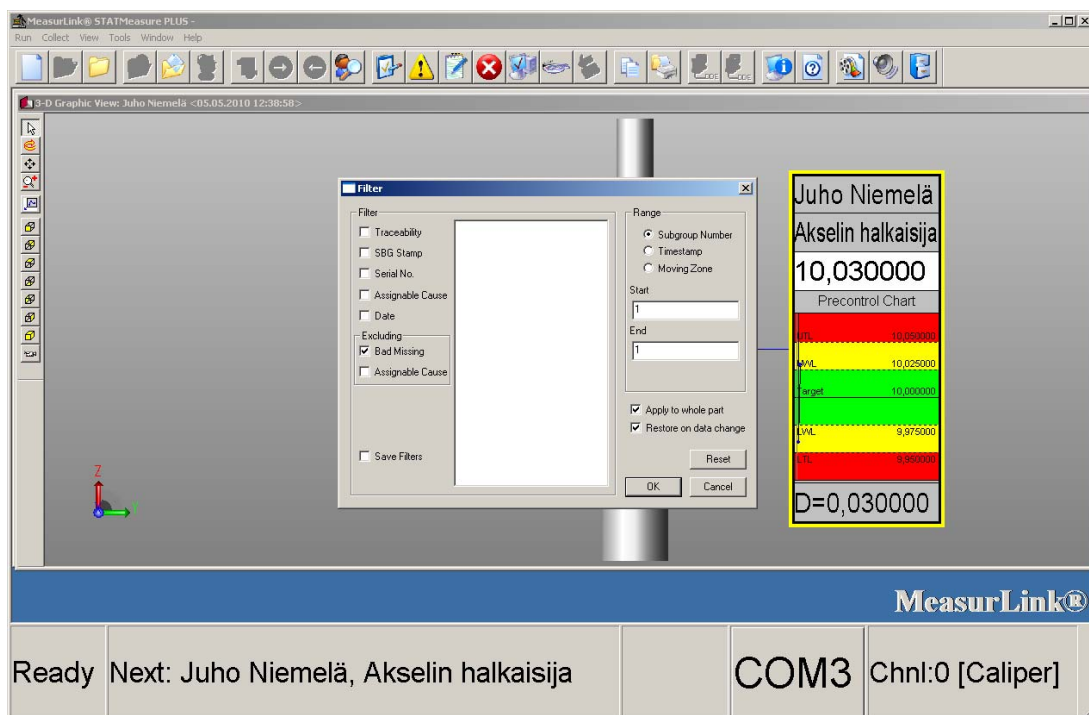 MeasurLink® STATMeasure PLUS -
Run Collect View Tools Window Help
3-D Graphic View: Juho Niemelä <05.05.2010 12:38:58>
Filter
Filter
Traceability
SBG Stamp
Serial No.
Assignable Cause
Date
Excluding
Bad Missing
Assignable Cause
Save Filters
Range
Subgroup Number
Timestamp
Moving Zone
Start
1
End
1
Apply to whole part
Restore on data change
Reset
OK
Cancel
Juho Niemelä
Akselin halkaisija
10,030000
Precontrol Chart
UTL 10,050000
UWL 10,025000
Target 10,000000
LWL 9,975000
LTL 9,950000
D=0,030000
Z
MeasurLink®
Ready
Next: Juho Niemelä, Akselin halkaisija
COM3
Chnl:0 [Caliper]